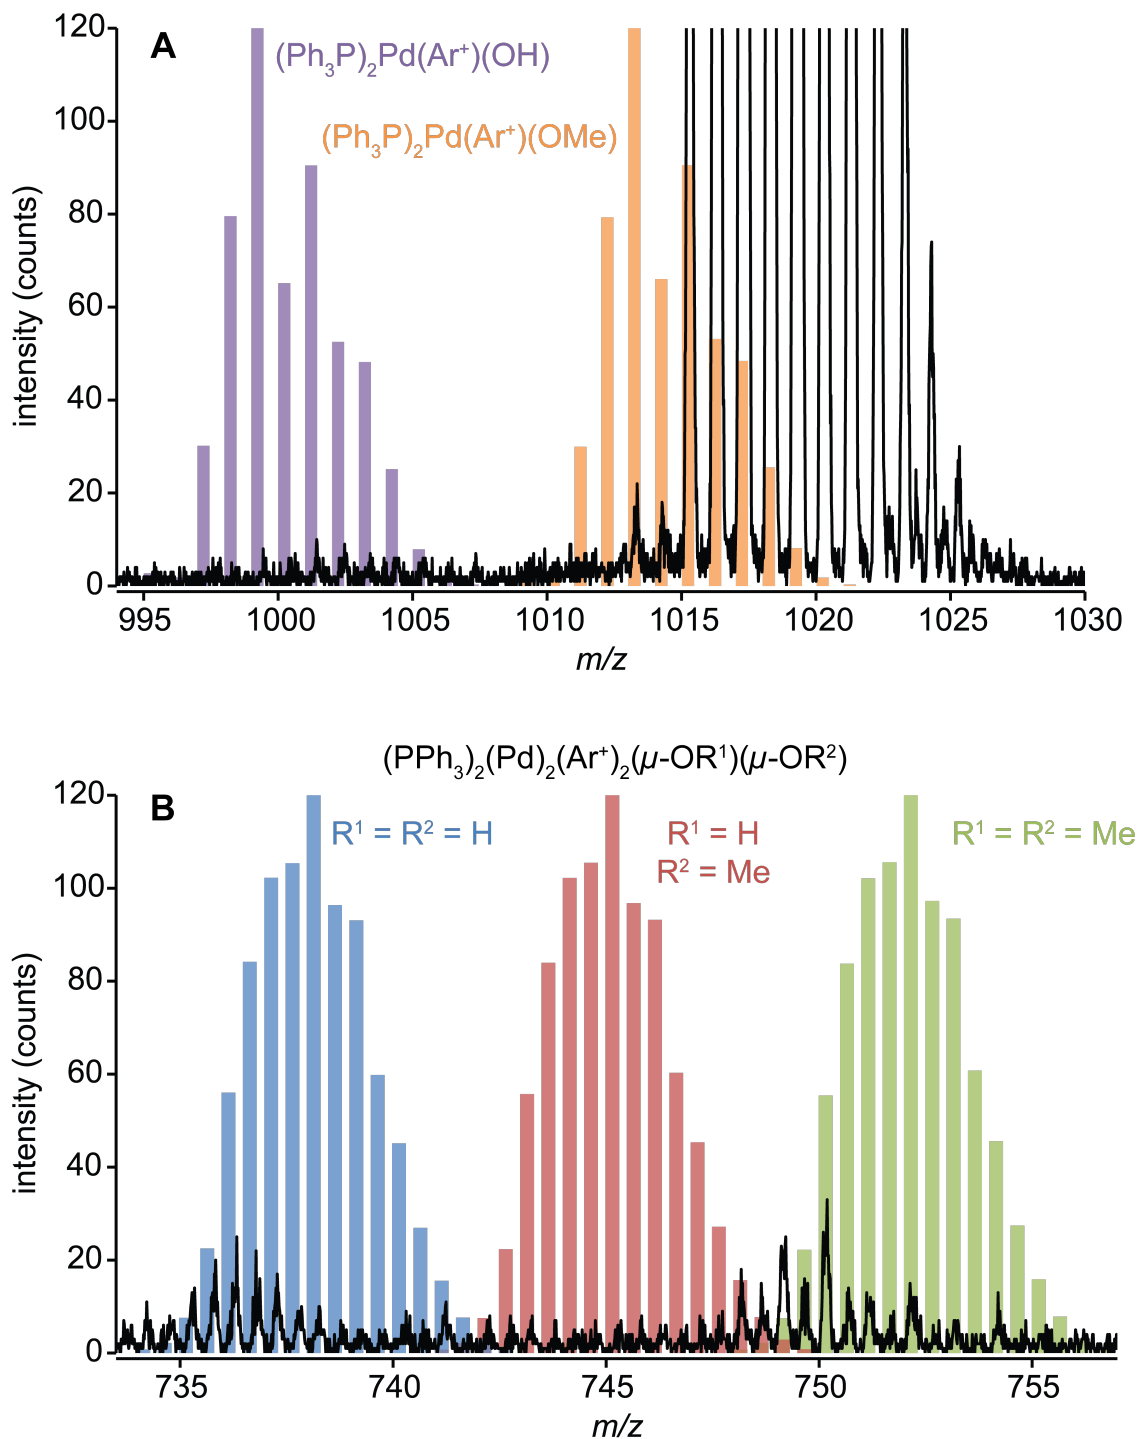 A
(Ph₃P)₂Pd(Ar⁺)(OH)
(Ph₃P)₂Pd(Ar⁺)(OMe)
intensity (counts)
120
100
80
60
40
20
0
995 1000 1005 1010 1015 1020 1025 1030
m/z
(PPh₃)₂(Pd)₂(Ar⁺)₂(μ-OR¹)(μ-OR²)
B
R¹ = R² = H
R¹ = H
R² = Me
R¹ = R² = Me
intensity (counts)
120
100
80
60
40
20
0
735 740 745 750 755
m/z